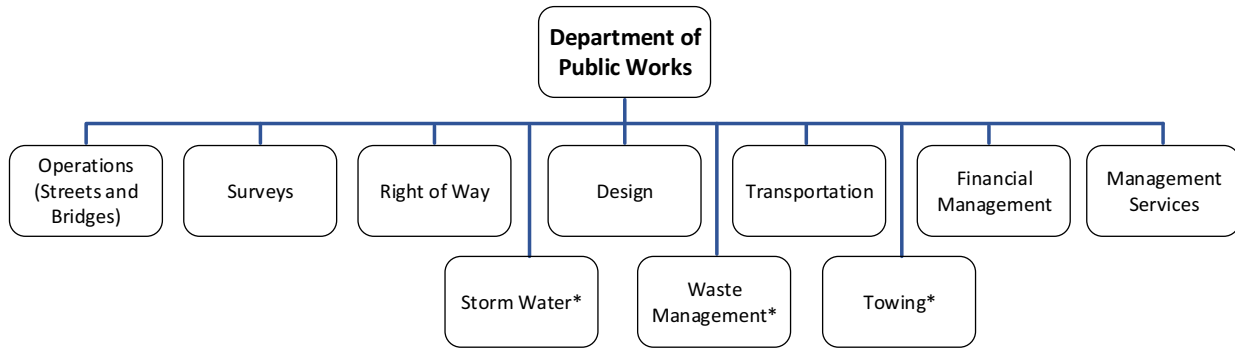 Department of
Public Works
Operations
(Streets and
Bridges)
Surveys
Right of Way
Design
Transportation
Financial
Management
Management
Services
Storm Water*
Waste
Management*
Towing*